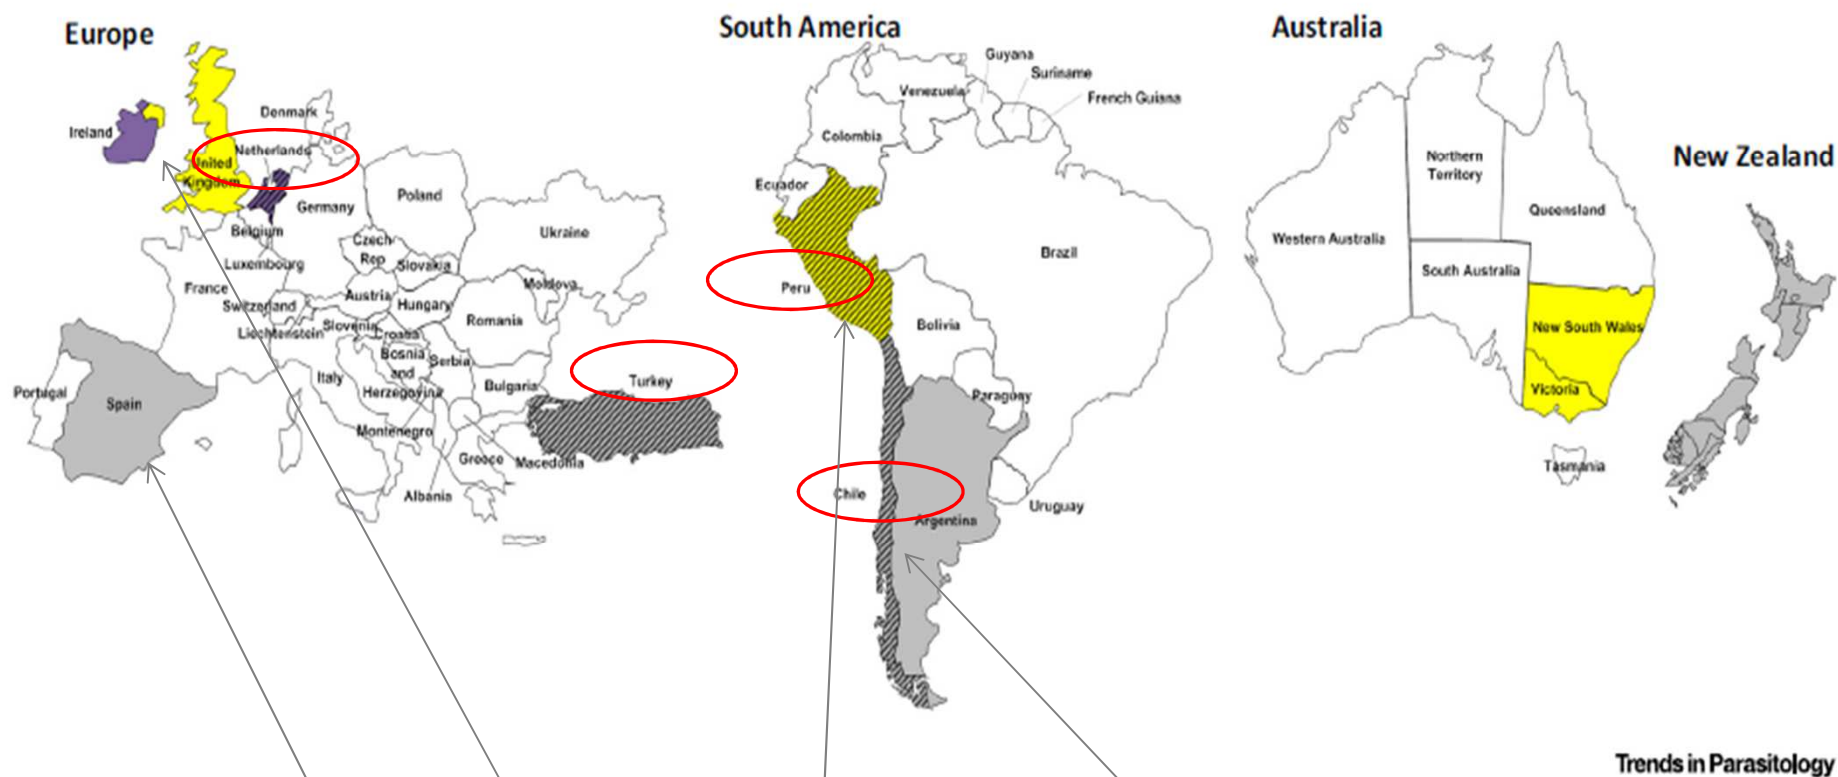 Europe
South America
Australia
New Zealand
Ireland
Denmark
Netherlands
United
Kingdom
Germany
Poland
Belgium
Luxembourg
Czech
Rep
Slovakia
Ukraine
France
Switzerland
Liechtenstein
Austria
Hungary
Moldova
Slovenia
Croatia
Romania
Bosnia
and
Herzegovina
Serbia
Italy
Bulgaria
Turkey
Portugal
Spain
Montenegro
Greece
Macedonia
Albania
Guyana
Suriname
French Guiana
Venezuela
Colombia
Ecuador
Peru
Brazil
Bolivia
Paraguay
Chile
Argentina
Uruguay
Northern
Territory
Queensland
Western Australia
South Australia
New South Wales
Victoria
Tasmania
Trends in Parasitology